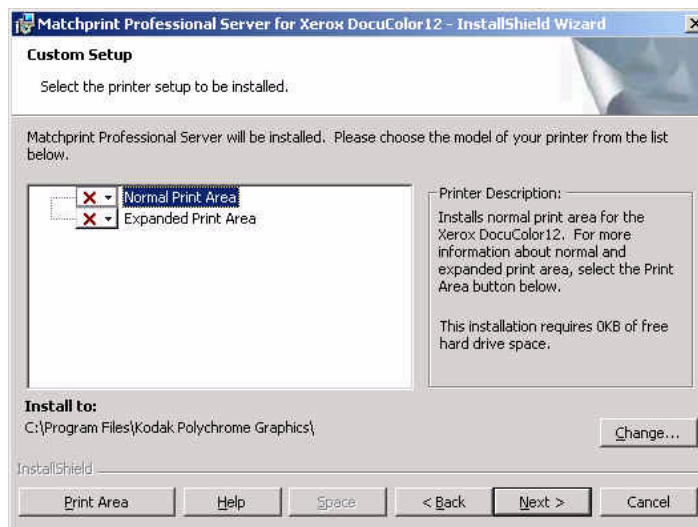 Matchprint Professional Server for Xerox DocuColor12 - InstallShield Wizard
Custom Setup
Select the printer setup to be installed.
Matchprint Professional Server will be installed. Please choose the model of your printer from the list
below.
Normal Print Area
Expanded Print Area
Printer Description:
Installs normal print area for the
Xerox DocuColor12. For more
information about normal and
expanded print area, select the Print
Area button below.
This installation requires 0KB of free
hard drive space.
Install to:
C:\Program Files\Kodak Polychrome Graphics\
Change...
InstallShield
Print Area
Help
Space
< Back
Next >
Cancel